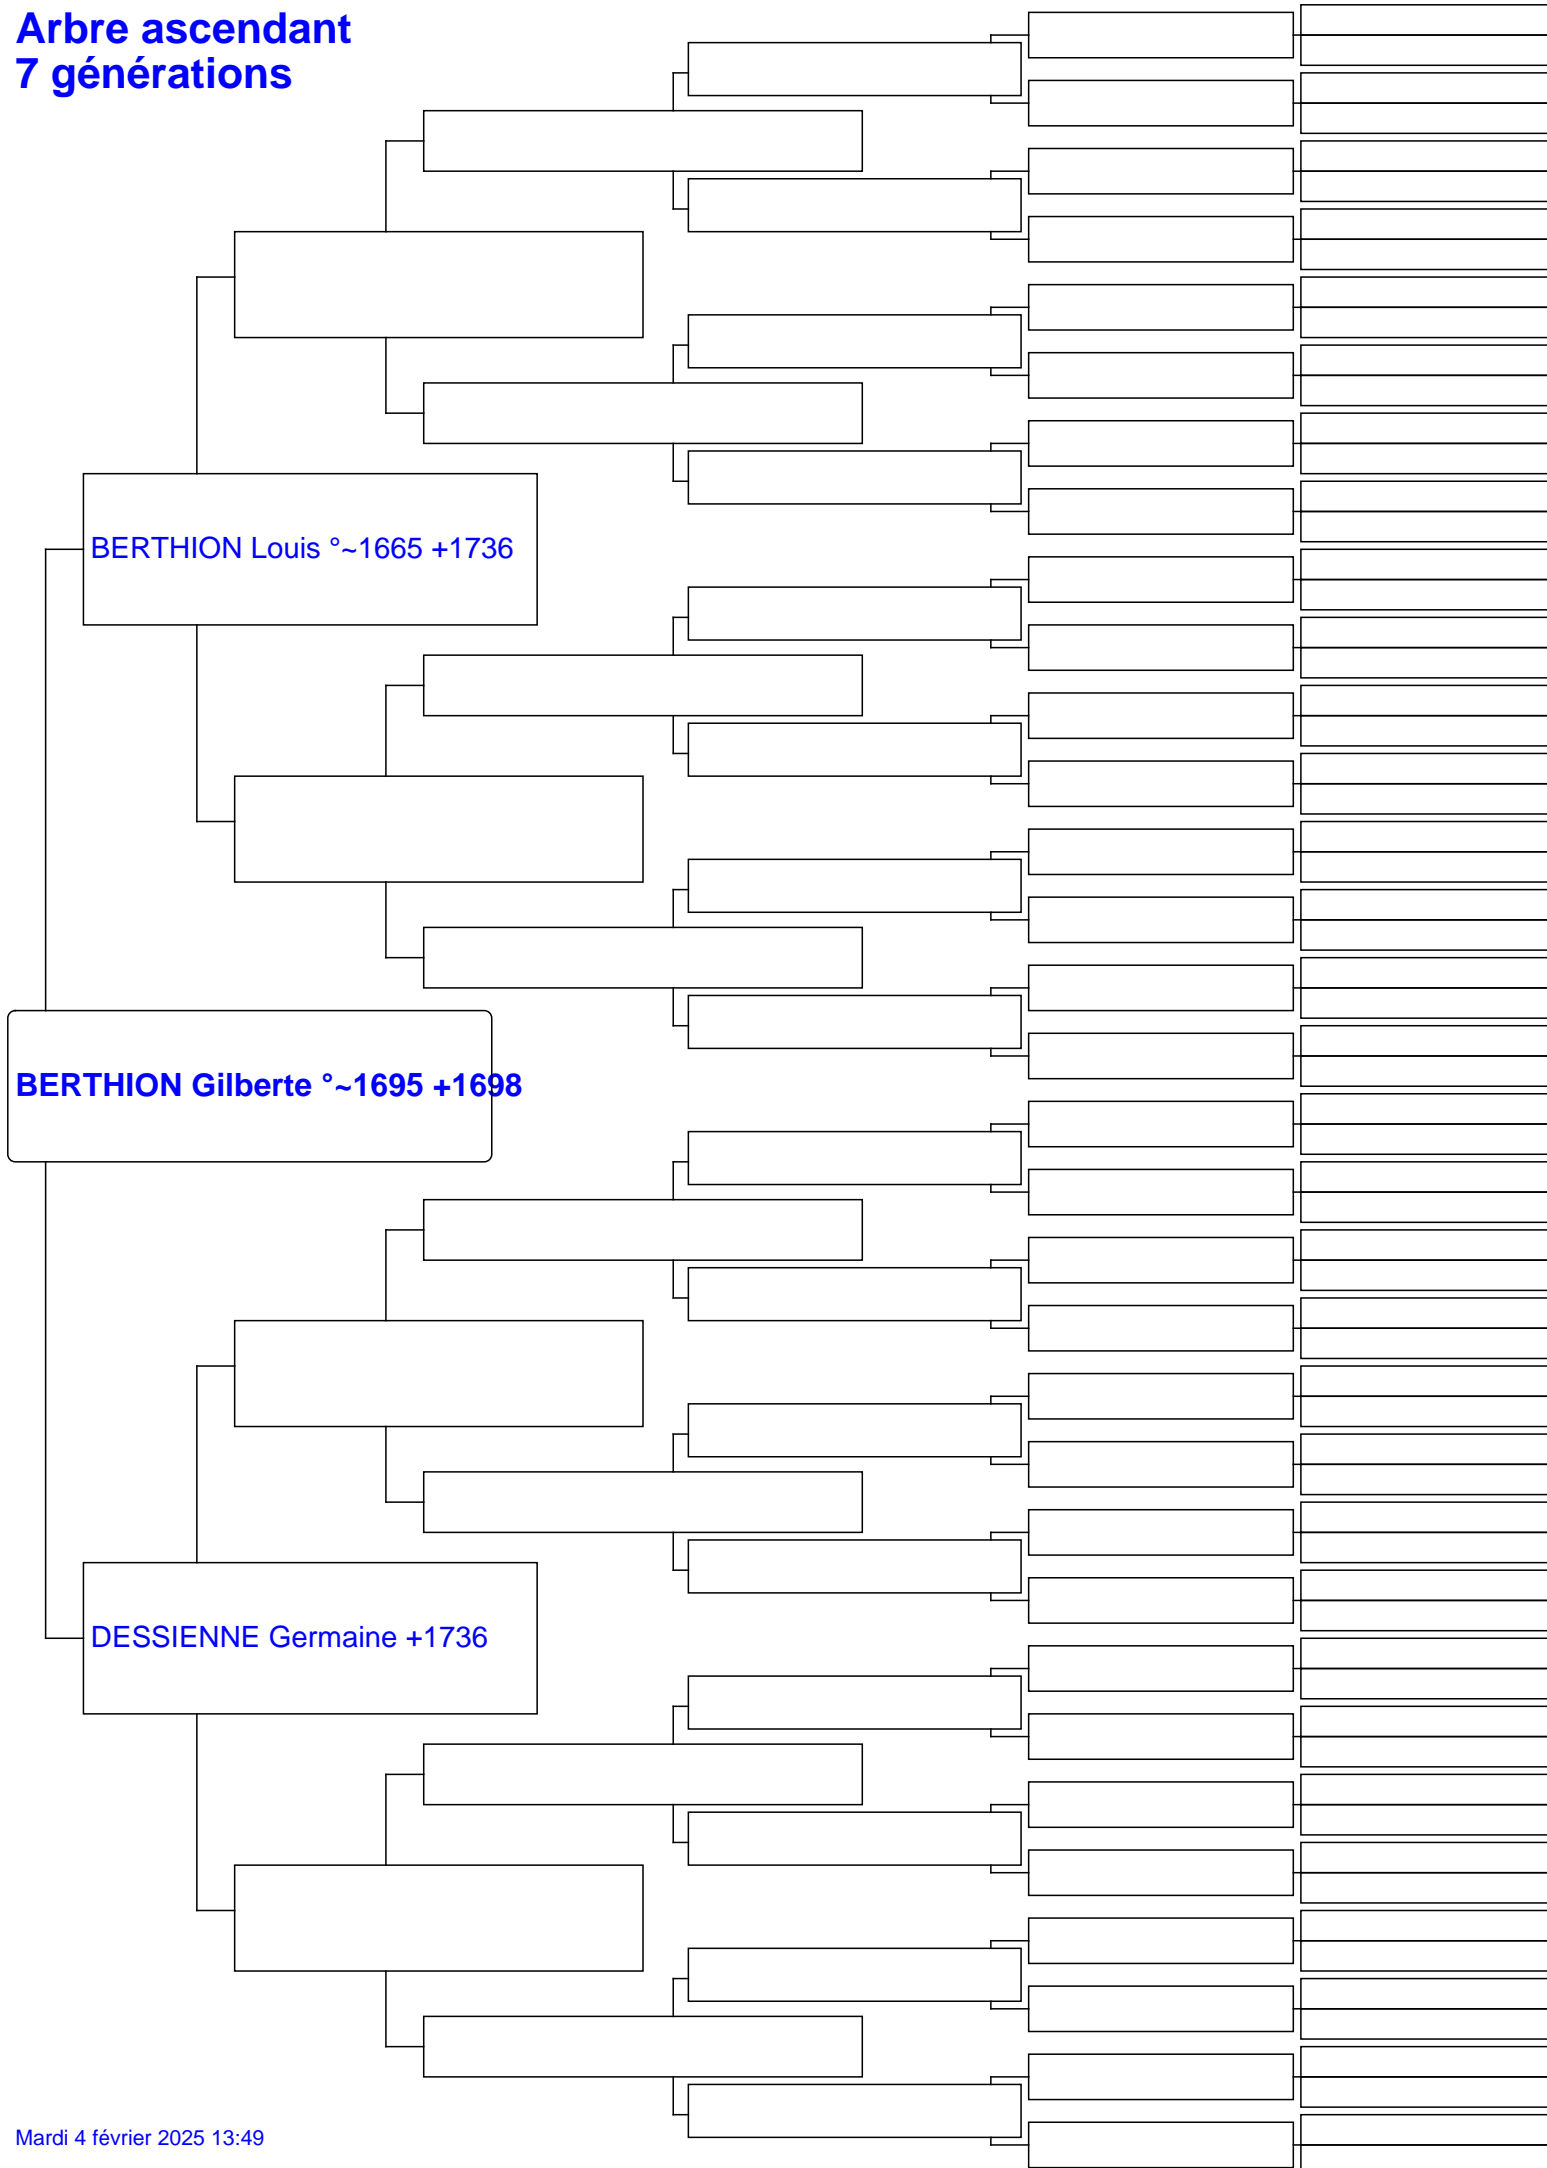 Arbre ascendant
7 générations
BERTHION Louis °~1665 +1736
BERTHION Gilberte °~1695 +1698
DESSIENNE Germaine +1736
Mardi 4 février 2025 13:49